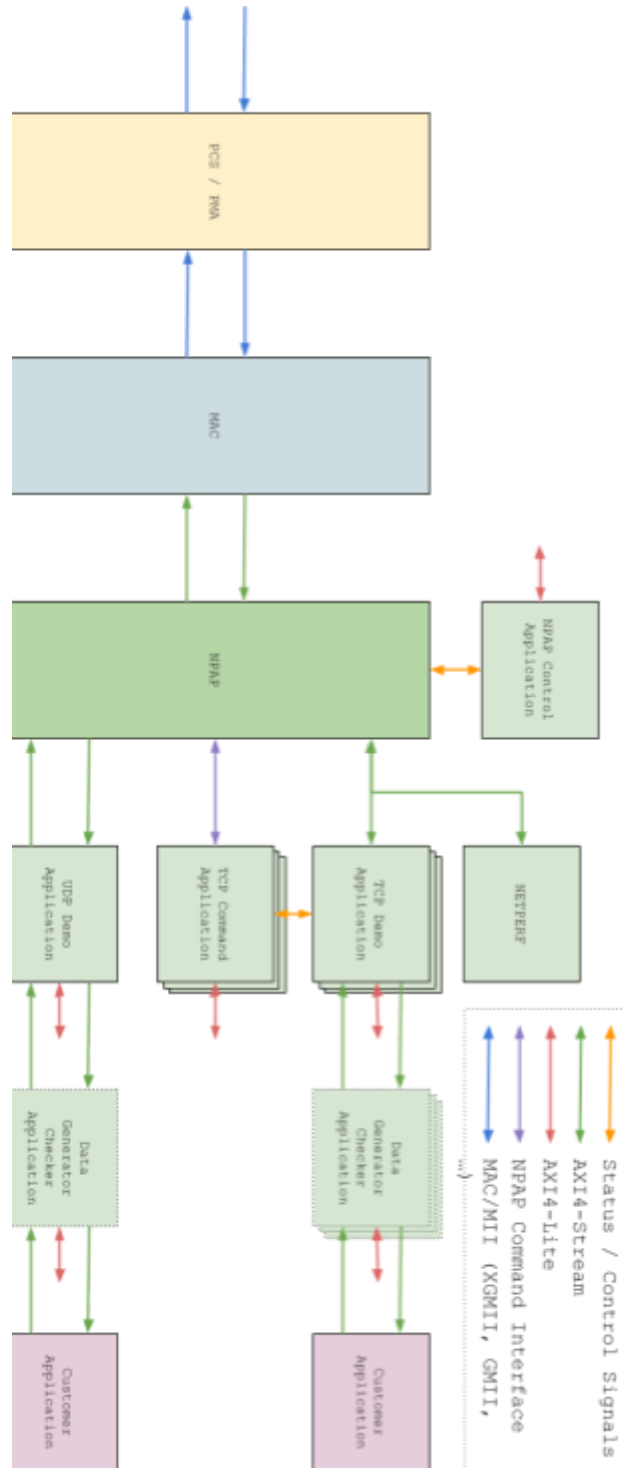 PCS / PMA
MAC
NPAP
NPAP Control
Application
UDP Demo
Application
TCP Command
Application
TCP Demo
Application
NETPERF
Data
Generator
Checker
Application
Data
Generator
Checker
Application
Customer
Application
Customer
Application
Status / Control Signals
AXI4-Stream
AXI4-Lite
NPAP Command Interface
MAC/MII (XGMII, GMII,
…)